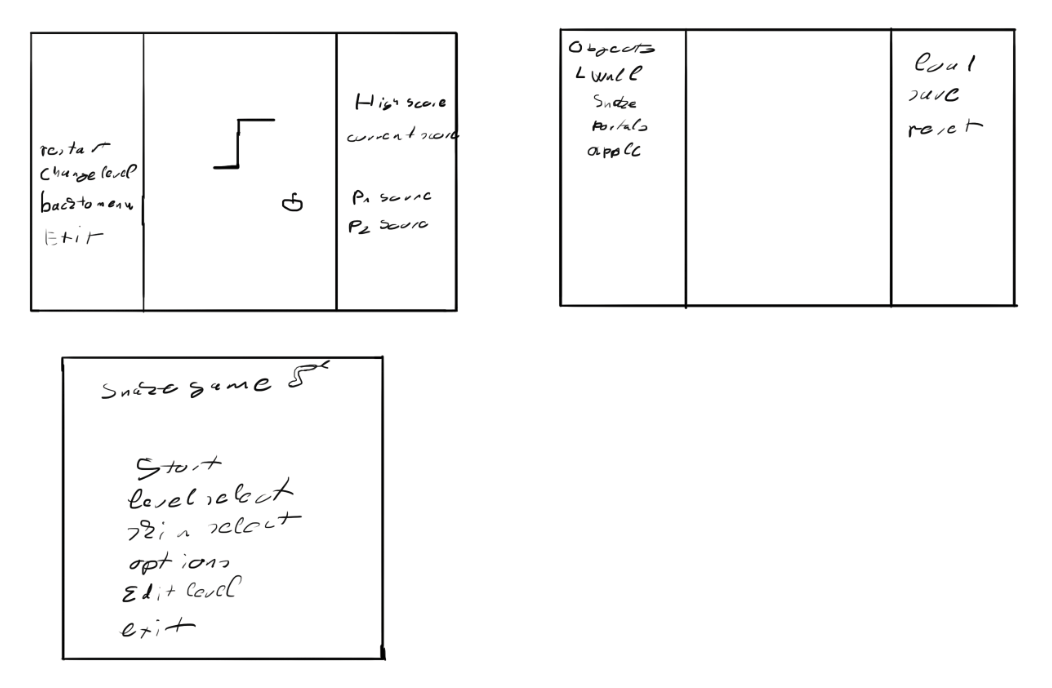 restart
Change level
back to menu
Exit
High score
current score
P1 score
P2 score
Objects
L wall
Snake
Portals
apple
load
save
reset
Snake game
Start
level select
skin select
options
Edit level
exit